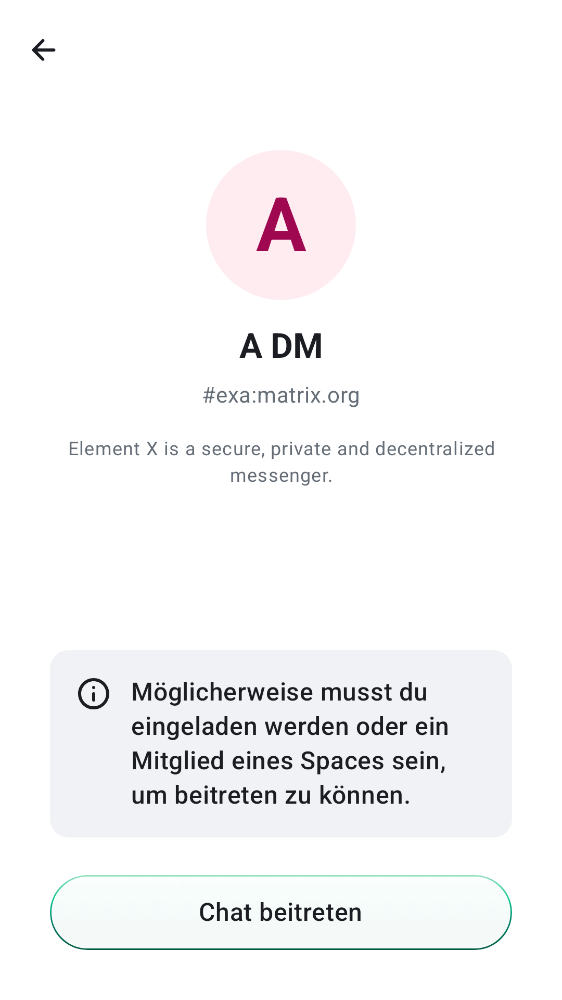 A
A DM
#exa:matrix.org
Element X is a secure, private and decentralized
messenger.
Möglicherweise musst du
eingeladen werden oder ein
Mitglied eines Spaces sein,
um beitreten zu können.
Chat beitreten